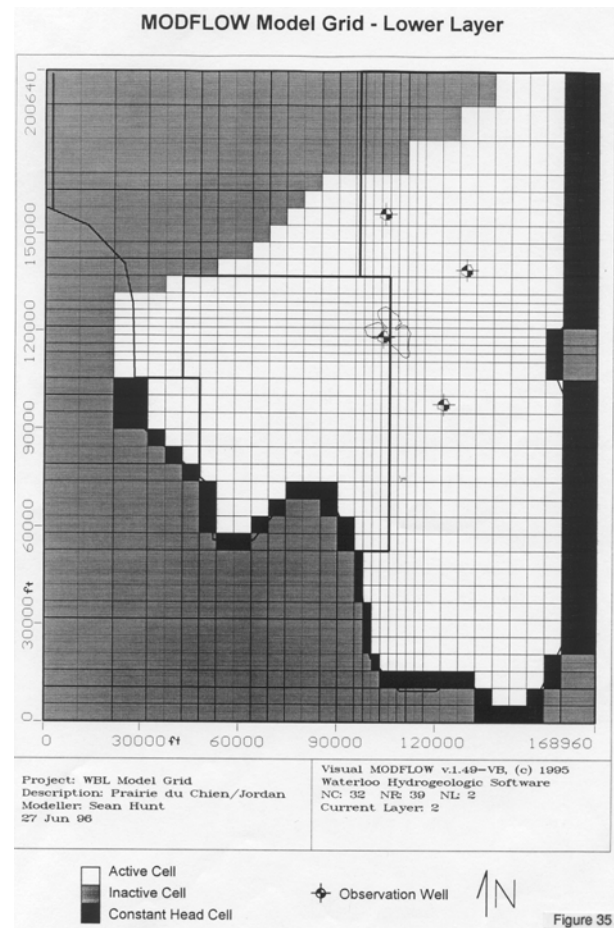 MODFLOW Model Grid - Lower Layer
200640
150000
120000
90000
60000
30000 ft
0
0
30000 ft
60000
90000
120000
168960
Project: WBL Model Grid
Description: Prairie du Chien/Jordan
Modeller: Sean Hunt
27 Jun 96
Visual MODFLOW v.1.49-VB, (c) 1995
Waterloo Hydrogeologic Software
NC: 32 NR: 39 NL: 2
Current Layer: 2
Active Cell
Inactive Cell
Constant Head Cell
Observation Well
N
Figure 35